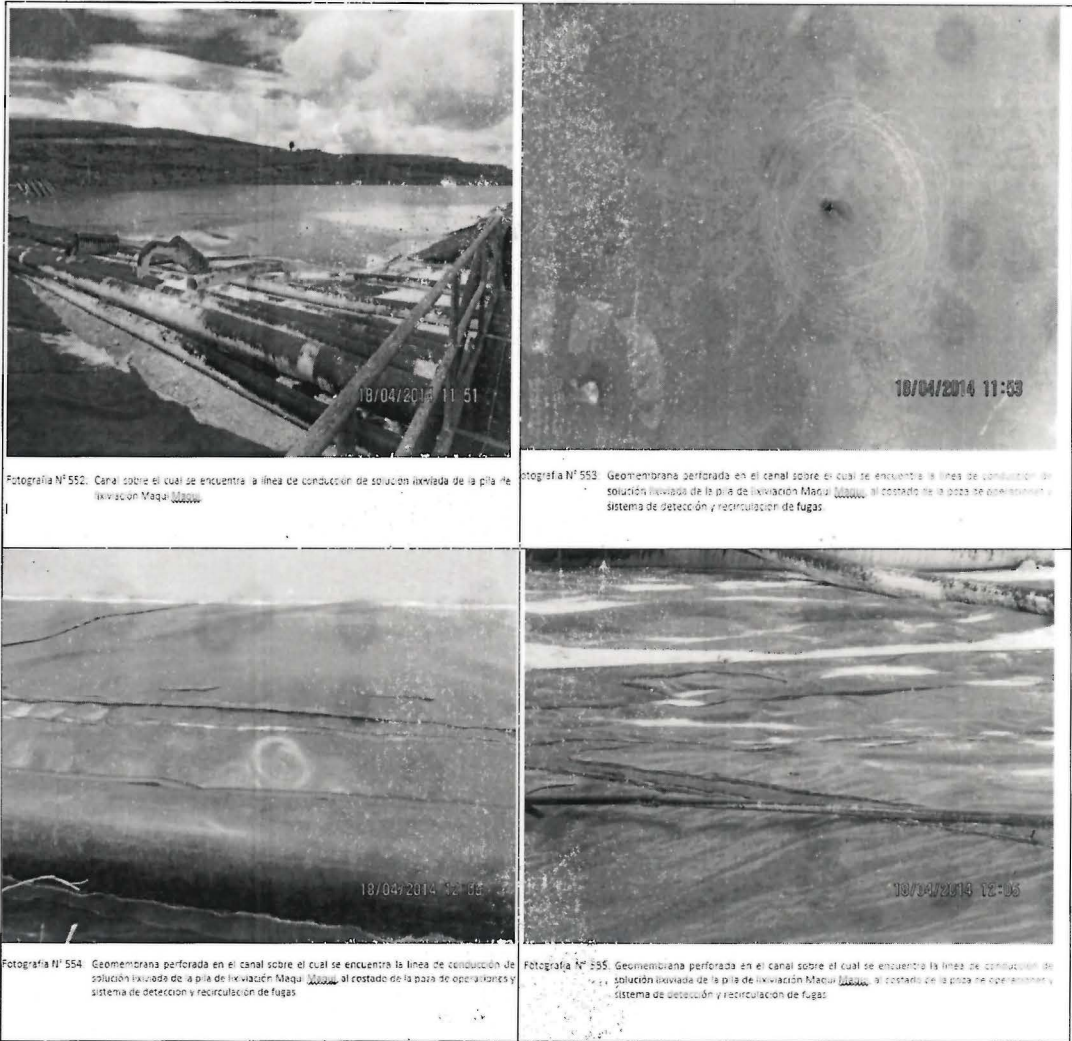 18/04/2014 11:51
18/04/2014 11:53
Fotografía N° 552. Canal sobre el cual se encuentra la línea de conducción de solución lixiviada de la pila de
lixiviación Maqui Maqui.
otografía N° 553. Geomembrana perforada en el canal sobre el cual se encuentra la línea de conducción de
solución lixiviada de la pila de lixiviación Maqui Maqui, al costado de la poza de operaciones y
sistema de detección y recirculación de fugas.
18/04/2014
18/04/2014 12:06
Fotografía N° 554. Geomembrana perforada en el canal sobre el cual se encuentra la línea de conducción de
solución lixiviada de la pila de lixiviación Maqui Maqui, al costado de la poza de operaciones y
sistema de detección y recirculación de fugas.
Fotografía N° 555. Geomembrana perforada en el canal sobre el cual se encuentra la línea de conducción de
solución lixiviada de la pila de lixiviación Maqui Maqui, al costado de la poza de operaciones y
sistema de detección y recirculación de fugas.